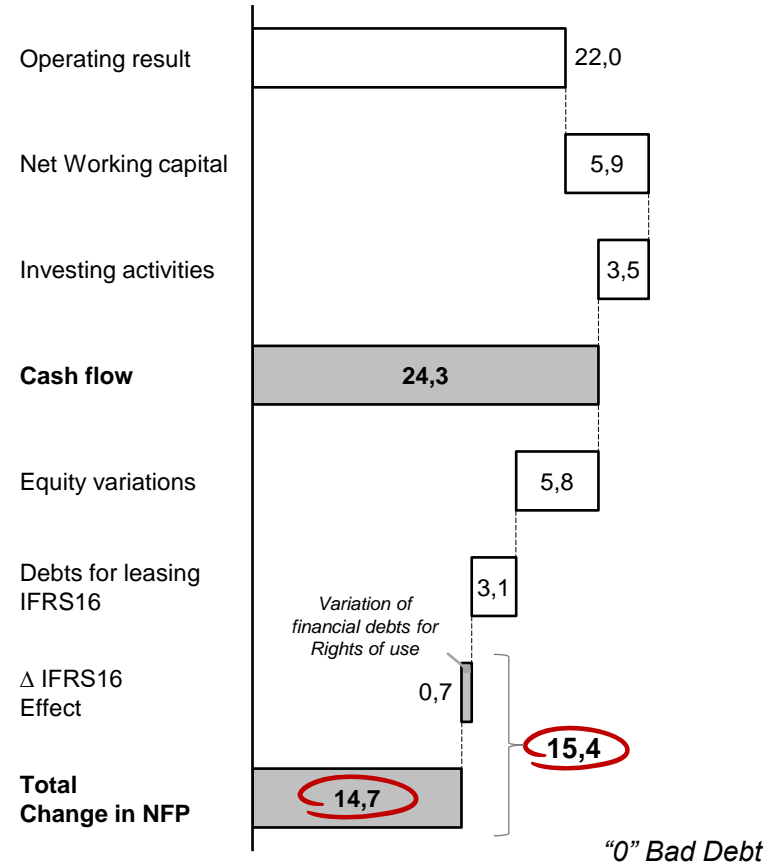 Operating result
22,0
Net Working capital
5,9
Investing activities
3,5
Cash flow
24,3
Equity variations
5,8
Debts for leasing
IFRS16
3,1
Variation of
financial debts for
Rights of use
Δ IFRS16
Effect
0,7
15,4
Total
Change in NFP
14,7
“0” Bad Debt